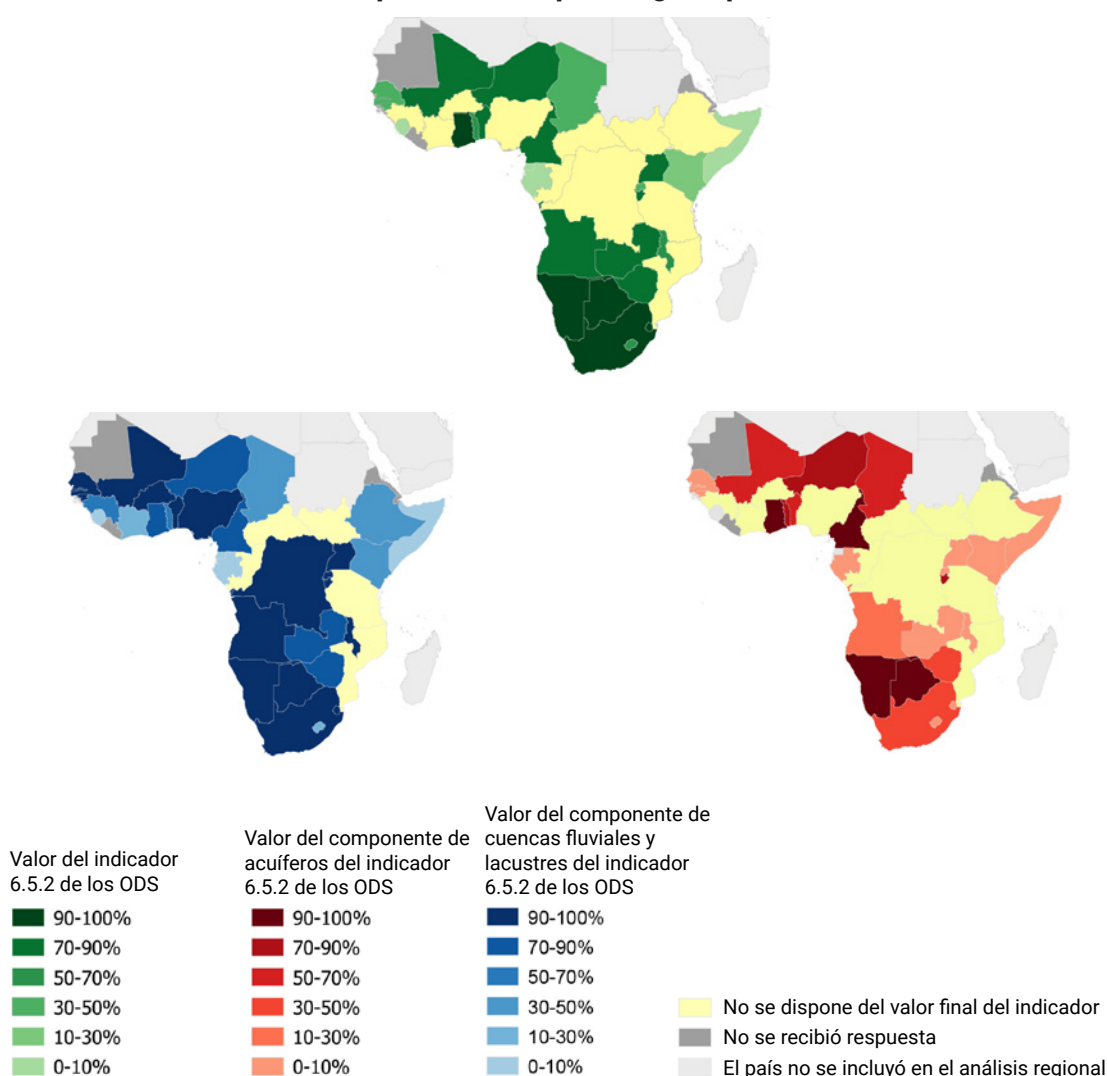 Valor del indicador
6.5.2 de los ODS
90-100%
70-90%
50-70%
30-50%
10-30%
0-10%
Valor del componente de
acuíferos del indicador
6.5.2 de los ODS
90-100%
70-90%
50-70%
30-50%
10-30%
0-10%
Valor del componente de
cuencas fluviales y
lacustres del indicador
6.5.2 de los ODS
90-100%
70-90%
50-70%
30-50%
10-30%
0-10%
No se dispone del valor final del indicador
No se recibió respuesta
El país no se incluyó en el análisis regional